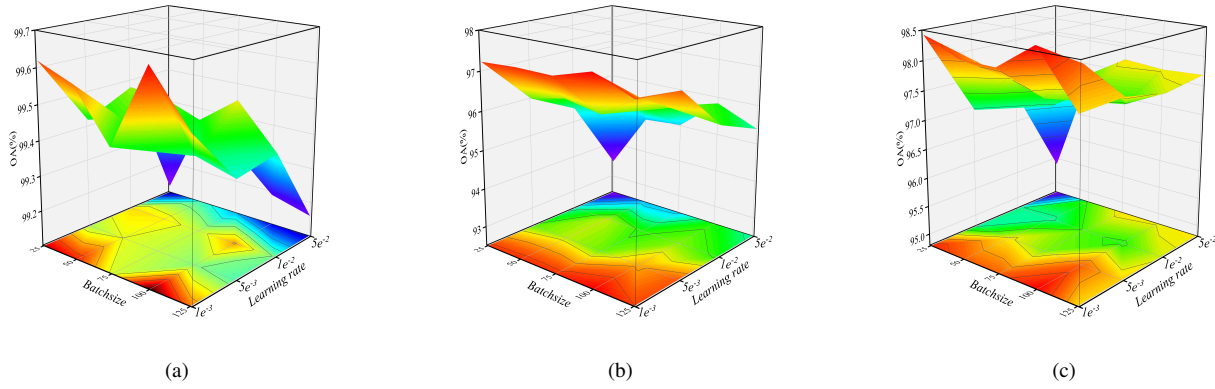 99.7
99.6
99.5
99.4
99.3
99.2
OA(%)
25
50
75
100
125
Batchsize
1e-3
5e-3
1e-2
5e-2
Learning rate
(a)
98
97
96
95
94
93
OA(%)
25
50
75
100
125
Batchsize
1e-3
5e-3
1e-2
5e-2
Learning rate
(b)
98.5
98.0
97.5
97.0
96.5
96.0
95.5
95.0
OA(%)
25
50
75
100
125
Batchsize
1e-3
5e-3
1e-2
5e-2
Learning rate
(c)